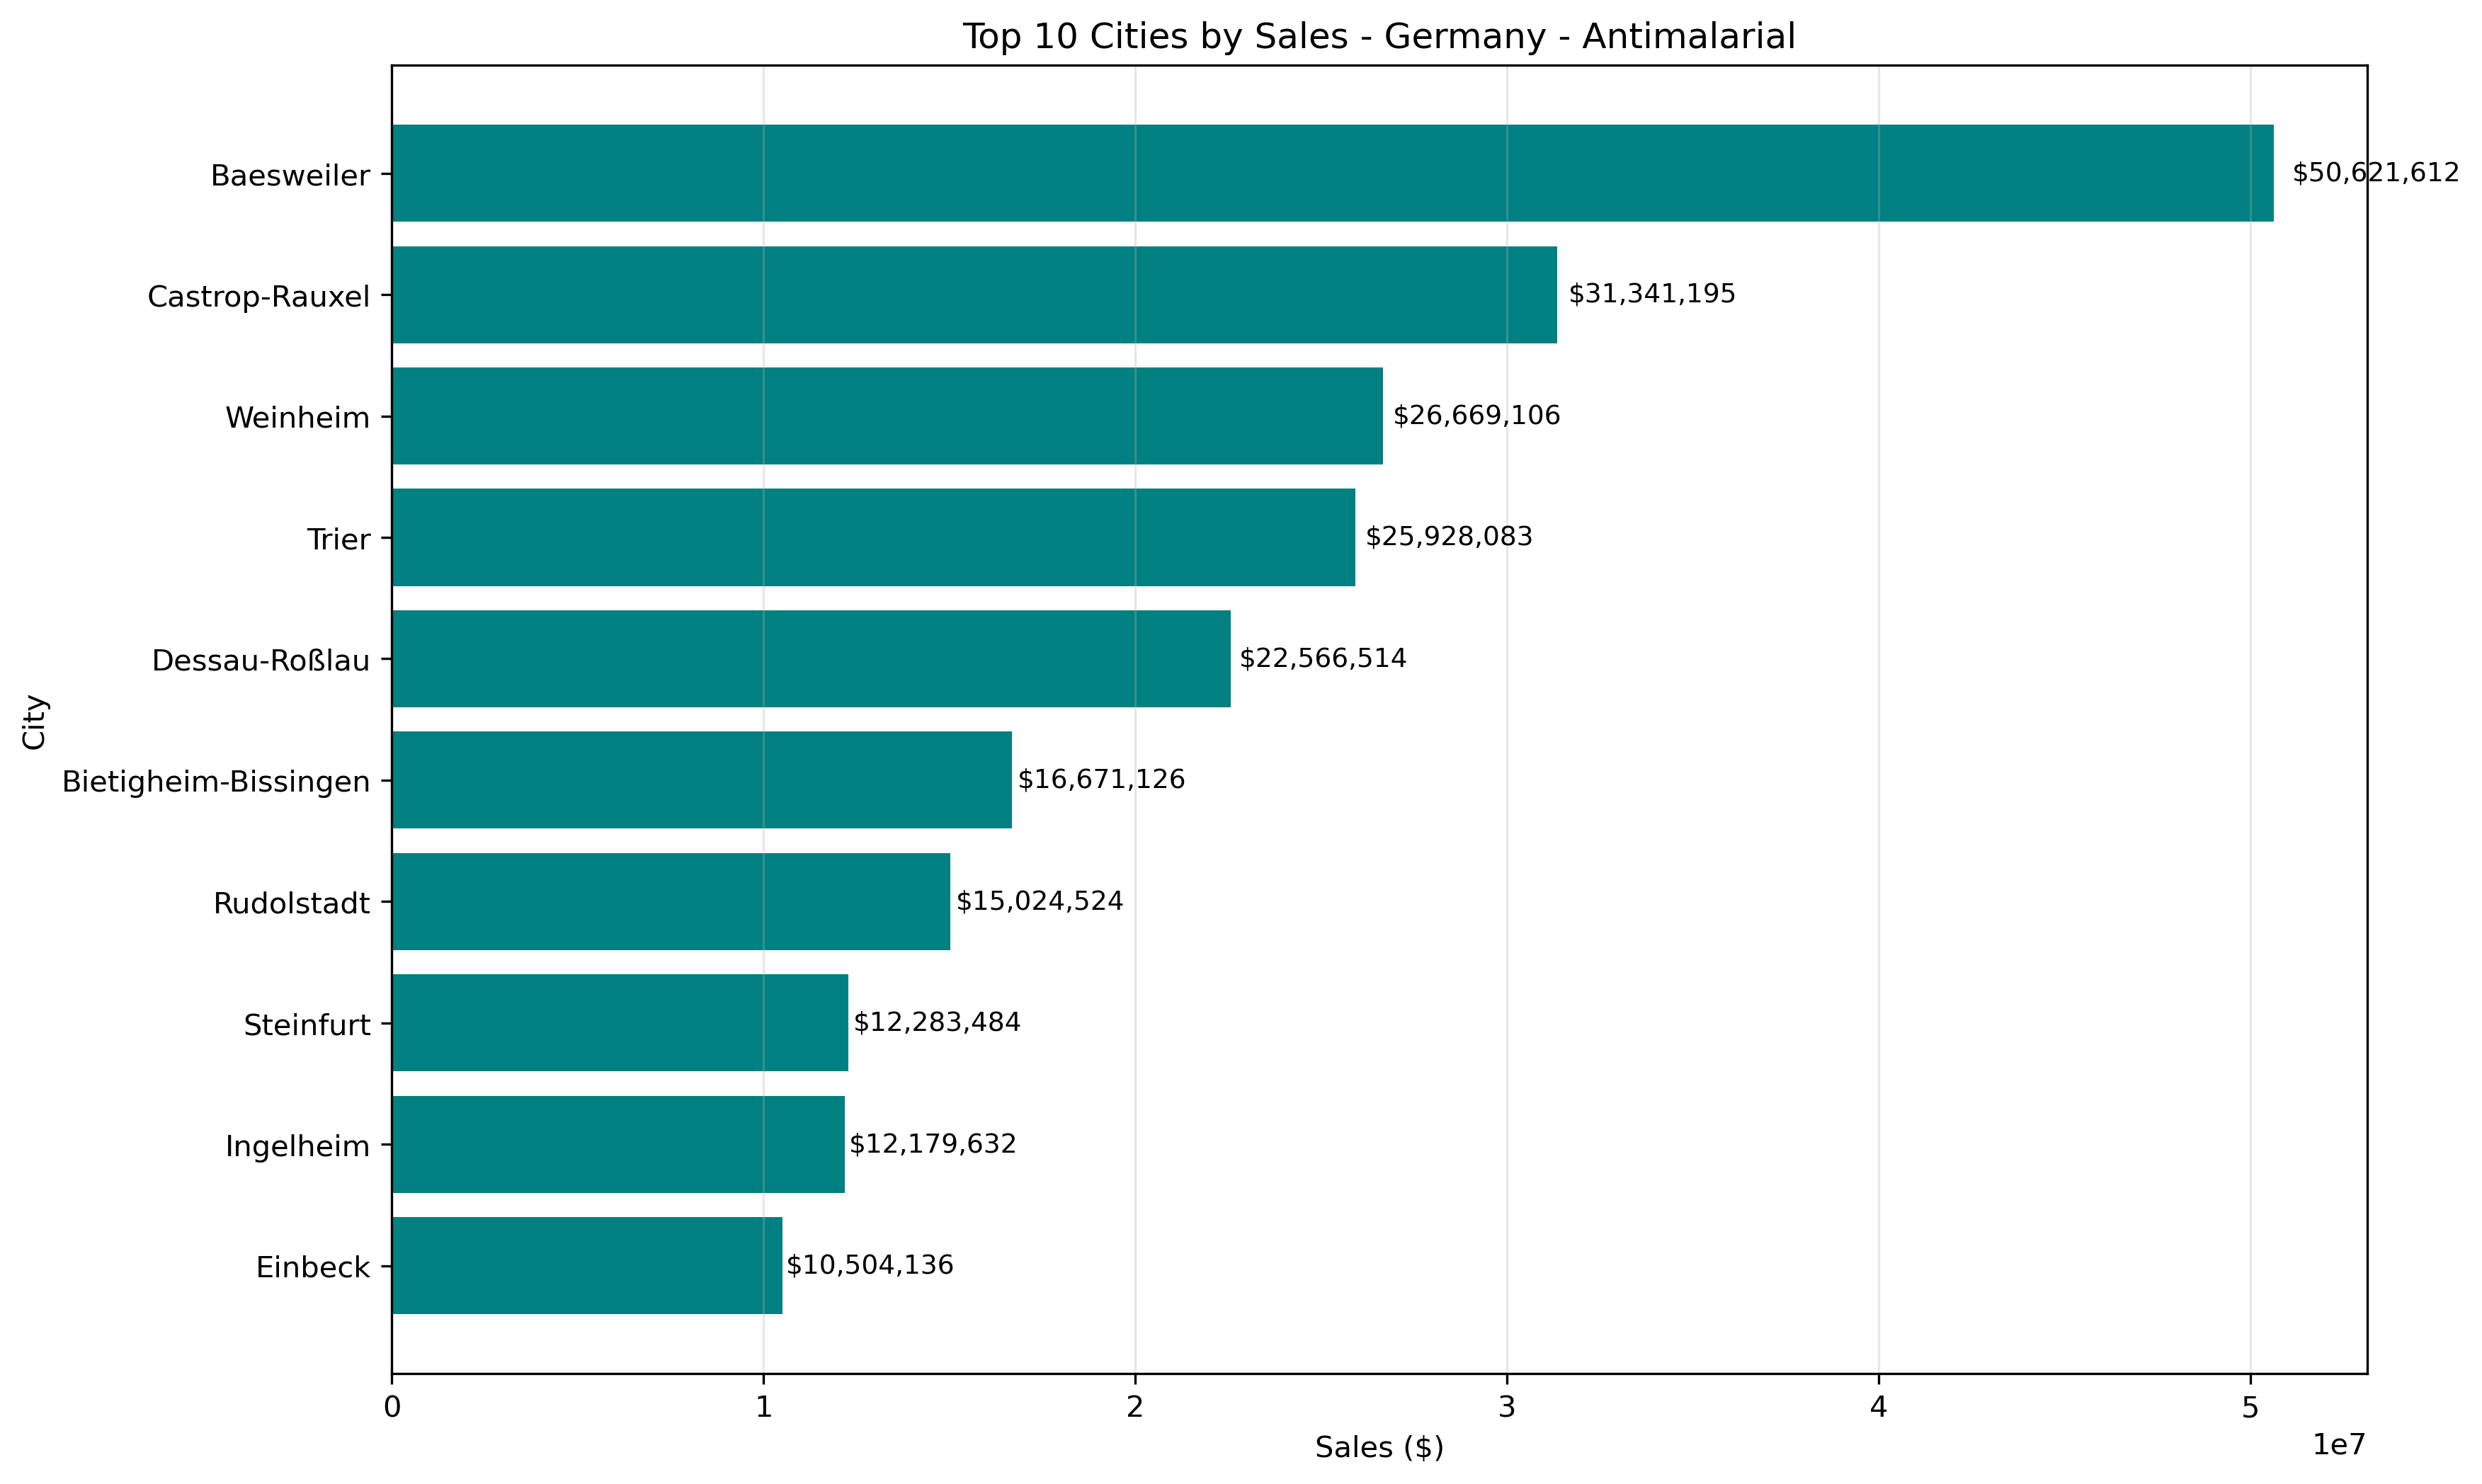 Top 10 Cities by Sales - Germany - Antimalarial
City
Baesweiler $50,621,612
Castrop-Rauxel $31,341,195
Weinheim $26,669,106
Trier $25,928,083
Dessau-Roßlau $22,566,514
Bietigheim-Bissingen $16,671,126
Rudolstadt $15,024,524
Steinfurt $12,283,484
Ingelheim $12,179,632
Einbeck $10,504,136
0 1 2 3 4 5
1e7
Sales ($)